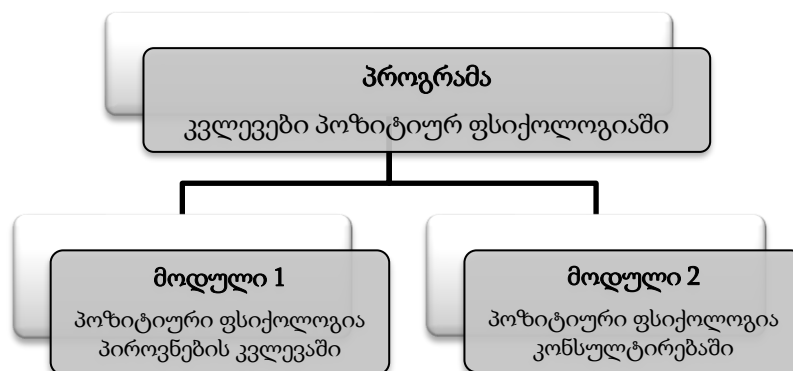 პროგრამა
კვლევები პოზიტიურ ფსიქოლოგიაში
მოდული 1
პოზიტიური ფსიქოლოგია
პიროვნების კვლევაში
მოდული 2
პოზიტიური ფსიქოლოგია
კონსულტირებაში